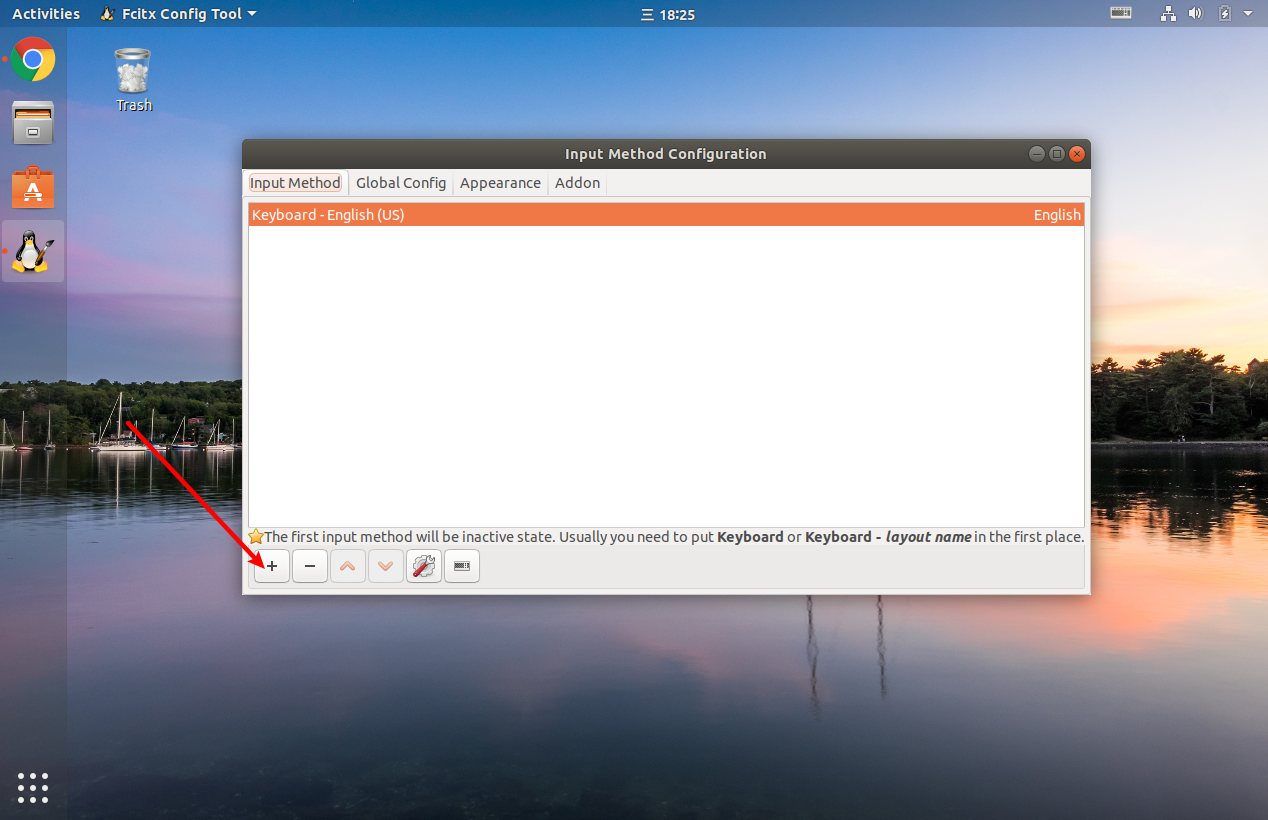 Activities
Fcitx Config Tool
三 18:25
Trash
Input Method Configuration
Input Method
Global Config
Appearance
Addon
Keyboard - English (US)
English
The first input method will be inactive state. Usually you need to put Keyboard or Keyboard - layout name in the first place.